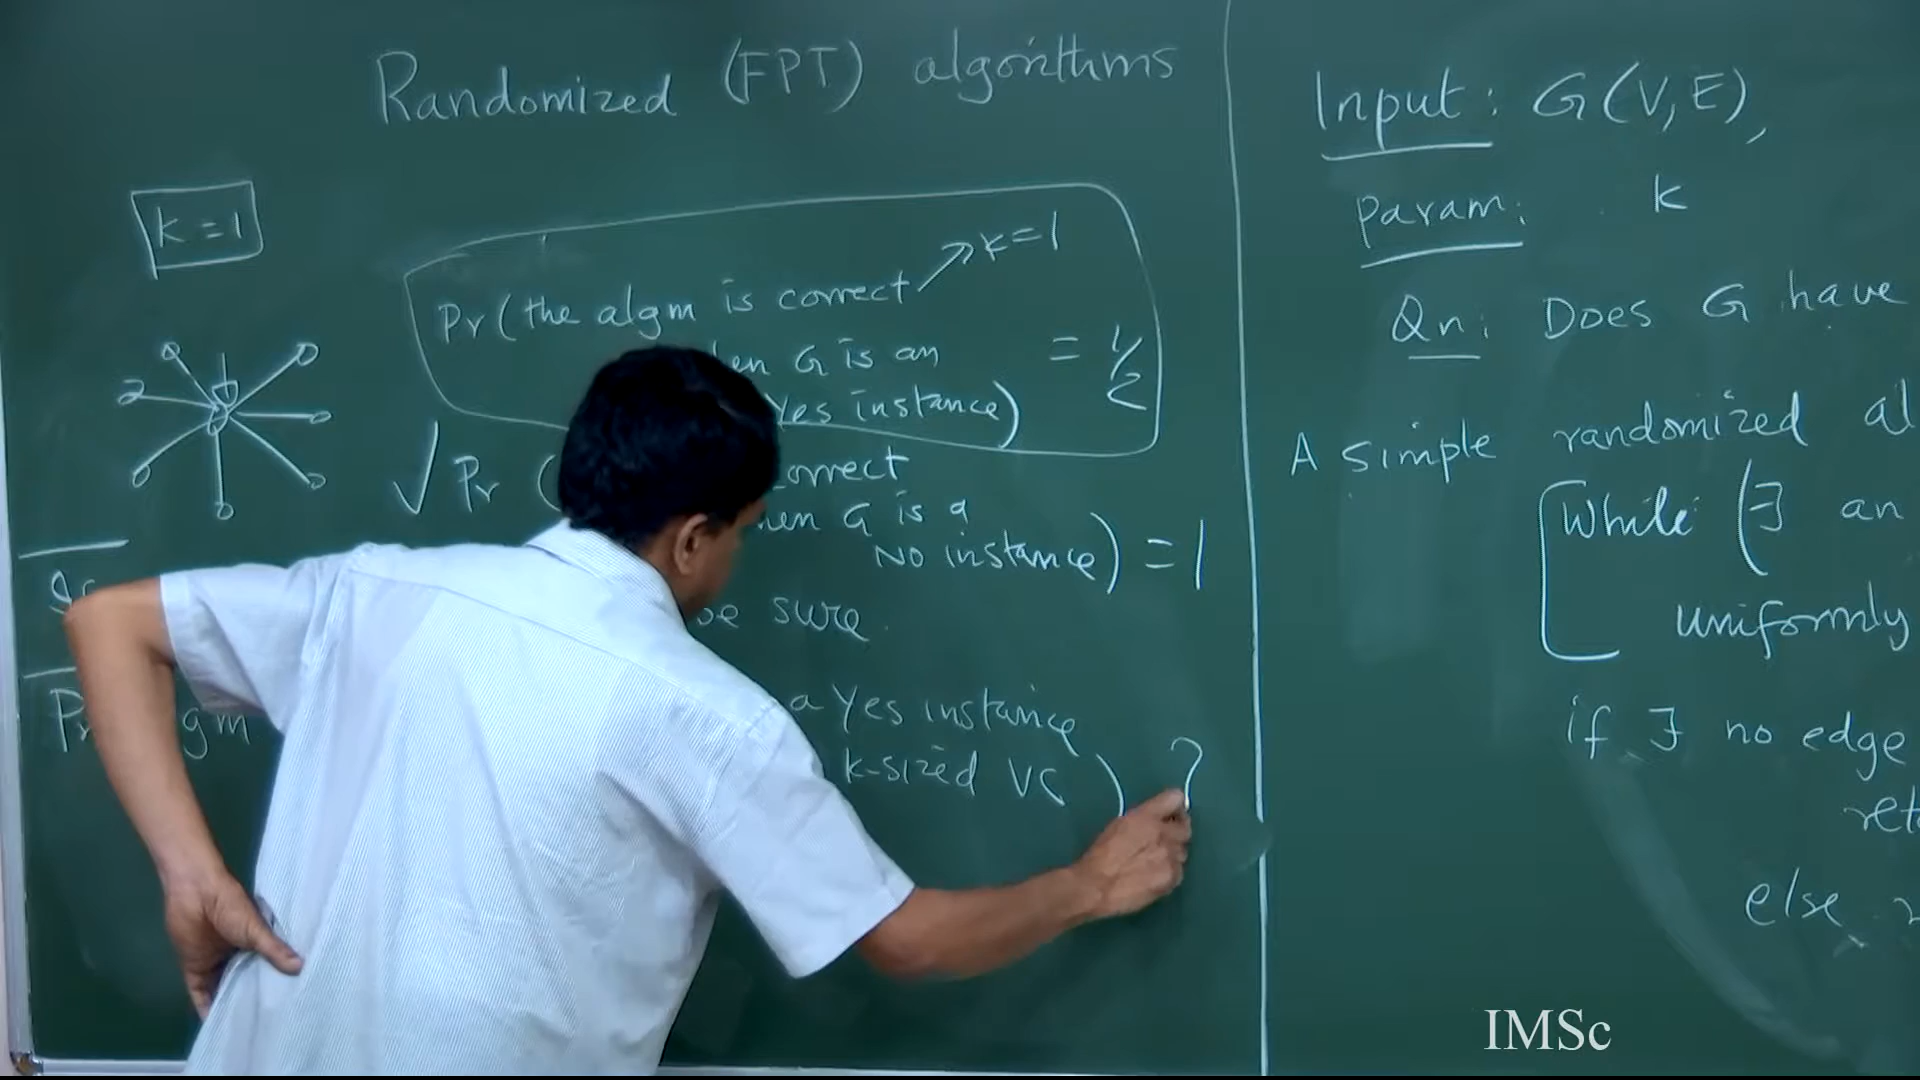 Randomized (FPT) algorithms
k=1
Pr (the algm is correct
k=1
G is an
Yes instance)
= 1/2
√ Pr (
correct
G is a
NO instance) = 1
be sure.
Pr
gm
a Yes instance
k-sized VC ) ?
Input: G(V,E),
Param: k
Qn: Does G have
A simple randomized al
While (∃ an
uniformly
if ∃ no edge
ret
else
IMSc